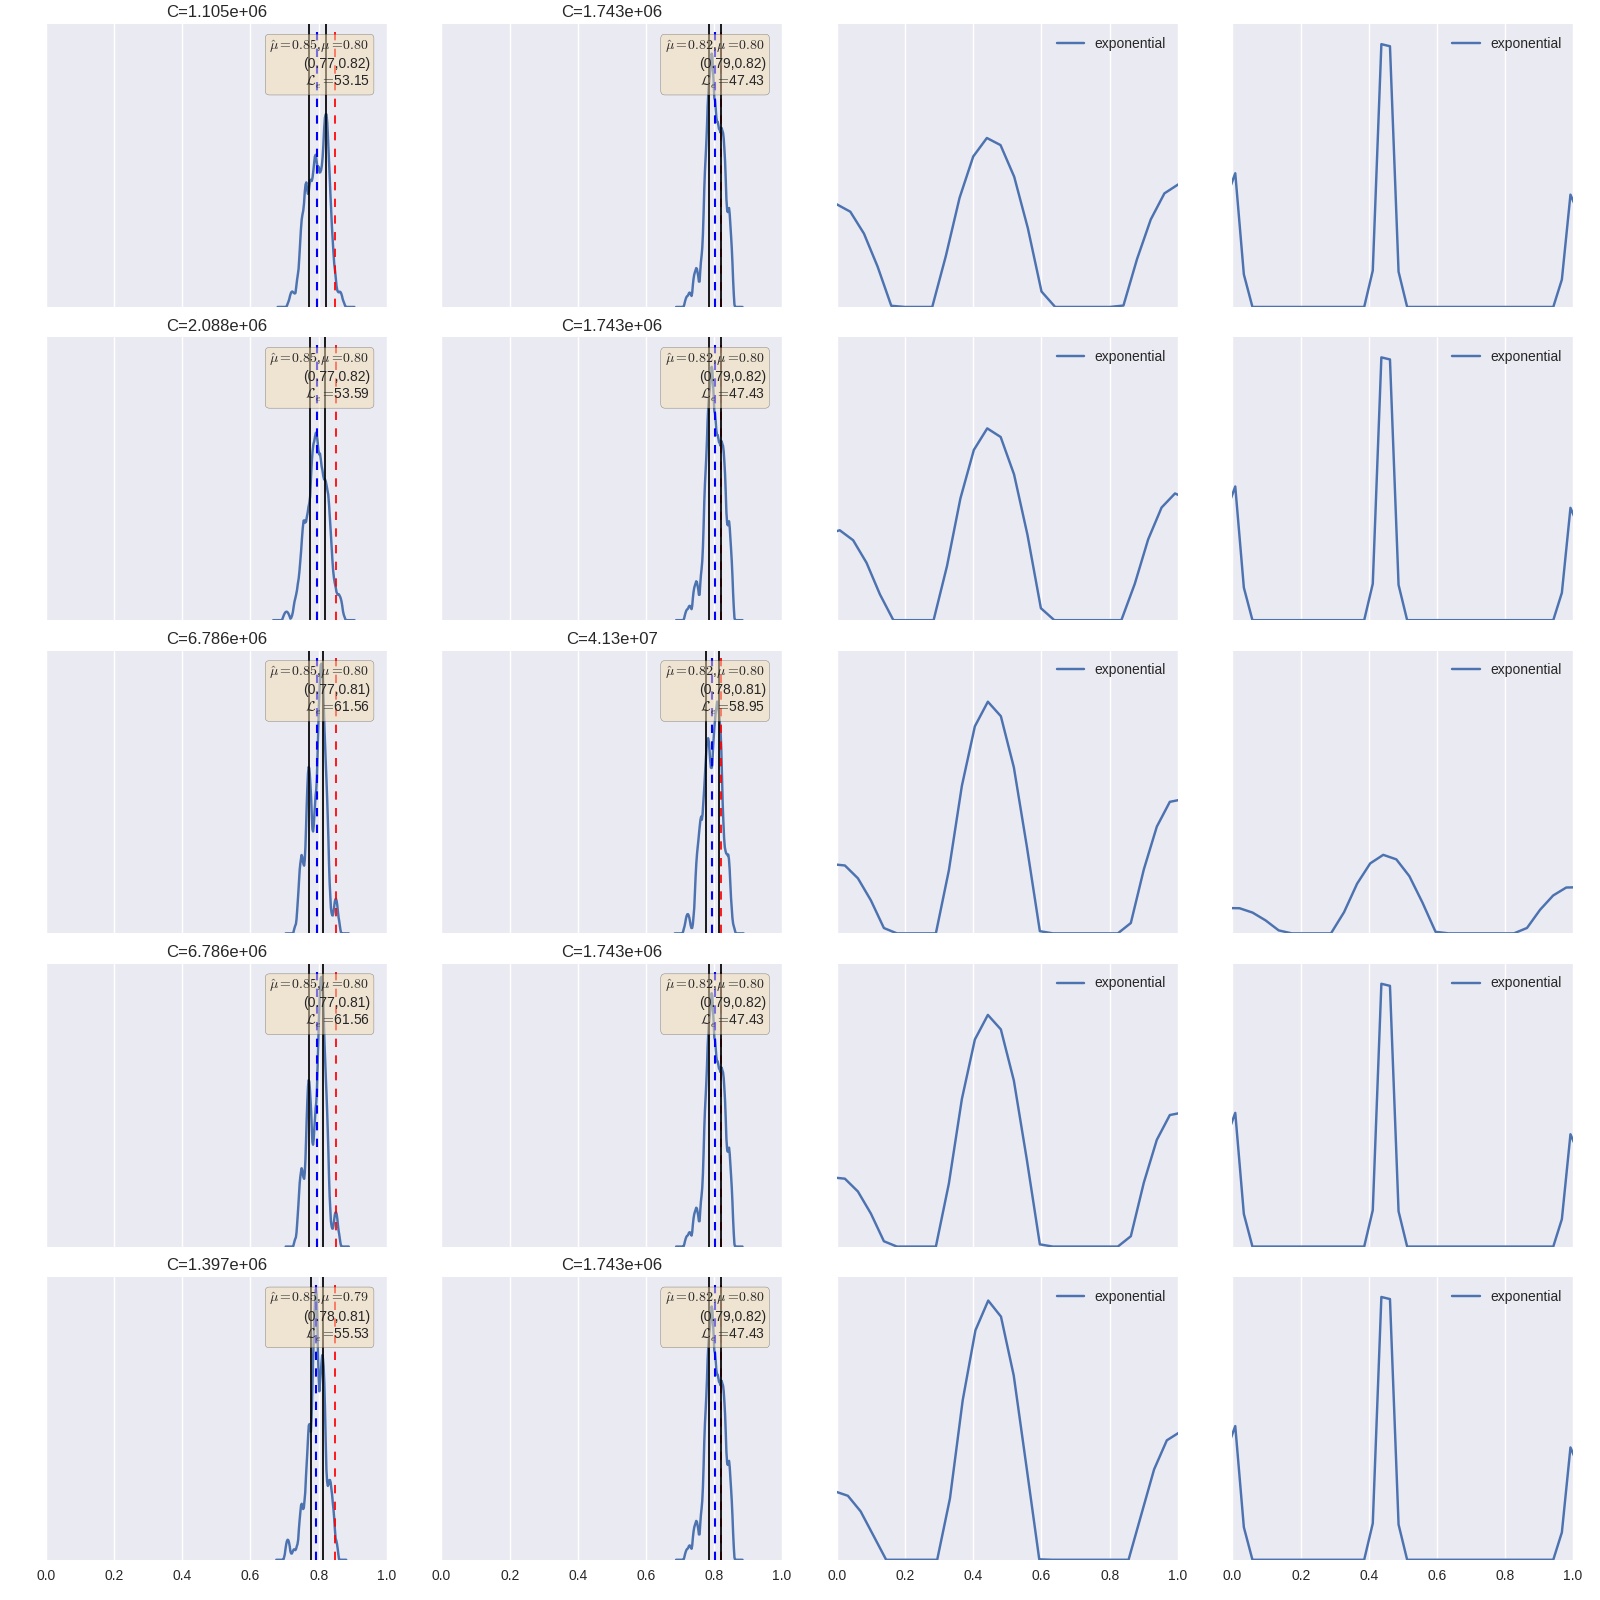 C=1.105e+06
C=1.743e+06
μ̂=0.85,μ=0.80
(0.77,0.82)
=53.15
μ̂=0.82,μ=0.80
(0.79,0.82)
=47.43
exponential
exponential
C=2.088e+06
C=1.743e+06
μ̂=0.85,μ=0.80
(0.77,0.82)
=53.59
μ̂=0.82,μ=0.80
(0.79,0.82)
=47.43
exponential
exponential
C=6.786e+06
C=4.13e+07
μ̂=0.85,μ=0.80
(0.77,0.81)
=61.56
μ̂=0.82,μ=0.80
(0.78,0.81)
=58.95
exponential
exponential
C=6.786e+06
C=1.743e+06
μ̂=0.85,μ=0.80
(0.77,0.81)
=61.56
μ̂=0.82,μ=0.80
(0.79,0.82)
=47.43
exponential
exponential
C=1.397e+06
C=1.743e+06
μ̂=0.85,μ=0.79
(0.78,0.81)
=55.53
μ̂=0.82,μ=0.80
(0.79,0.82)
=47.43
exponential
exponential
0.0 0.2 0.4 0.6 0.8 1.0
0.0 0.2 0.4 0.6 0.8 1.0
0.0 0.2 0.4 0.6 0.8 1.0
0.0 0.2 0.4 0.6 0.8 1.0